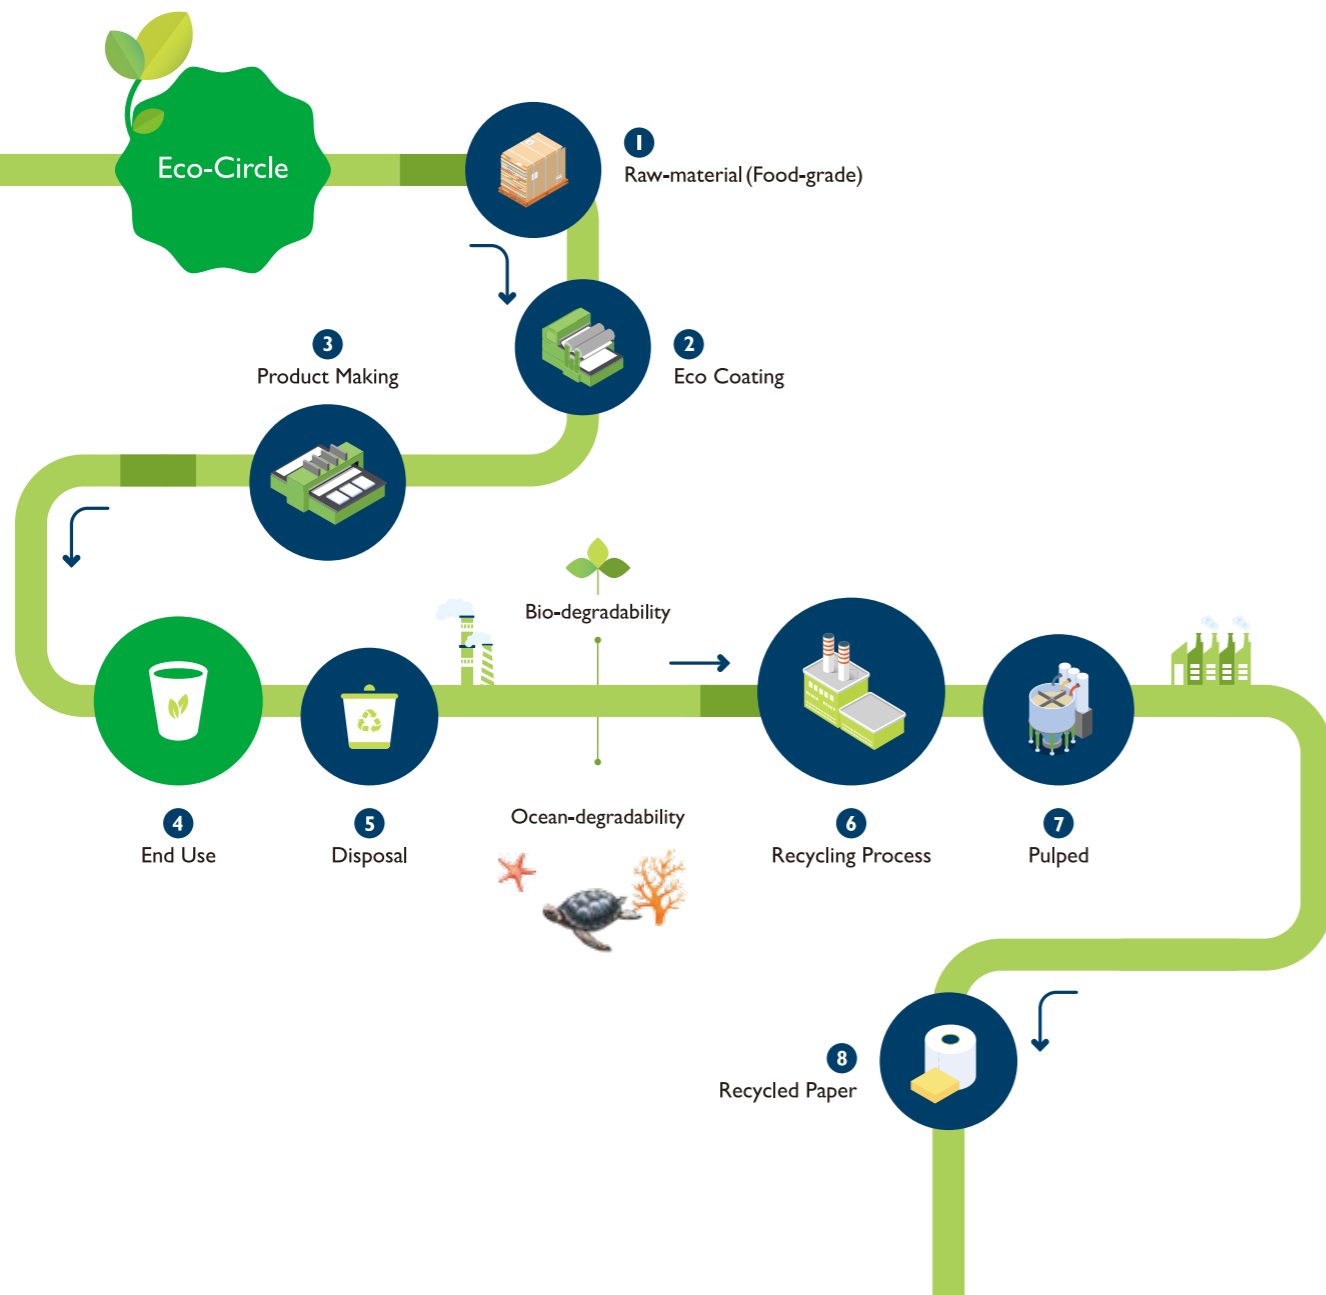 Eco-Circle
1
Raw-material (Food-grade)
2
Eco Coating
3
Product Making
Bio-degradability
Ocean-degradability
4
End Use
5
Disposal
6
Recycling Process
7
Pulped
8
Recycled Paper